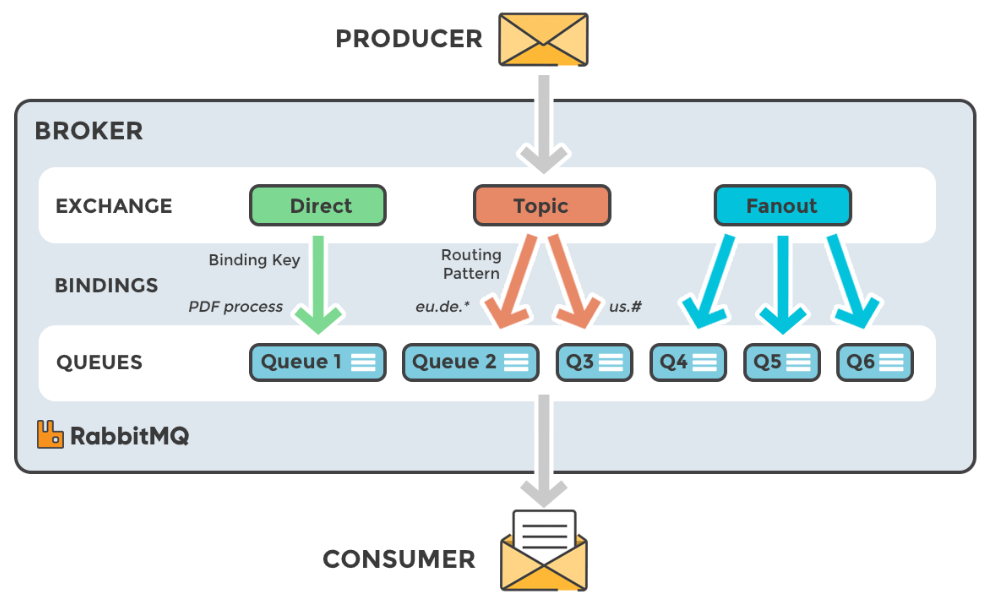 PRODUCER
BROKER
EXCHANGE
Direct
Topic
Fanout
BINDINGS
Binding Key
PDF process
Routing
Pattern
eu.de.*
us.#
QUEUES
Queue 1
Queue 2
Q3
Q4
Q5
Q6
RabbitMQ
CONSUMER